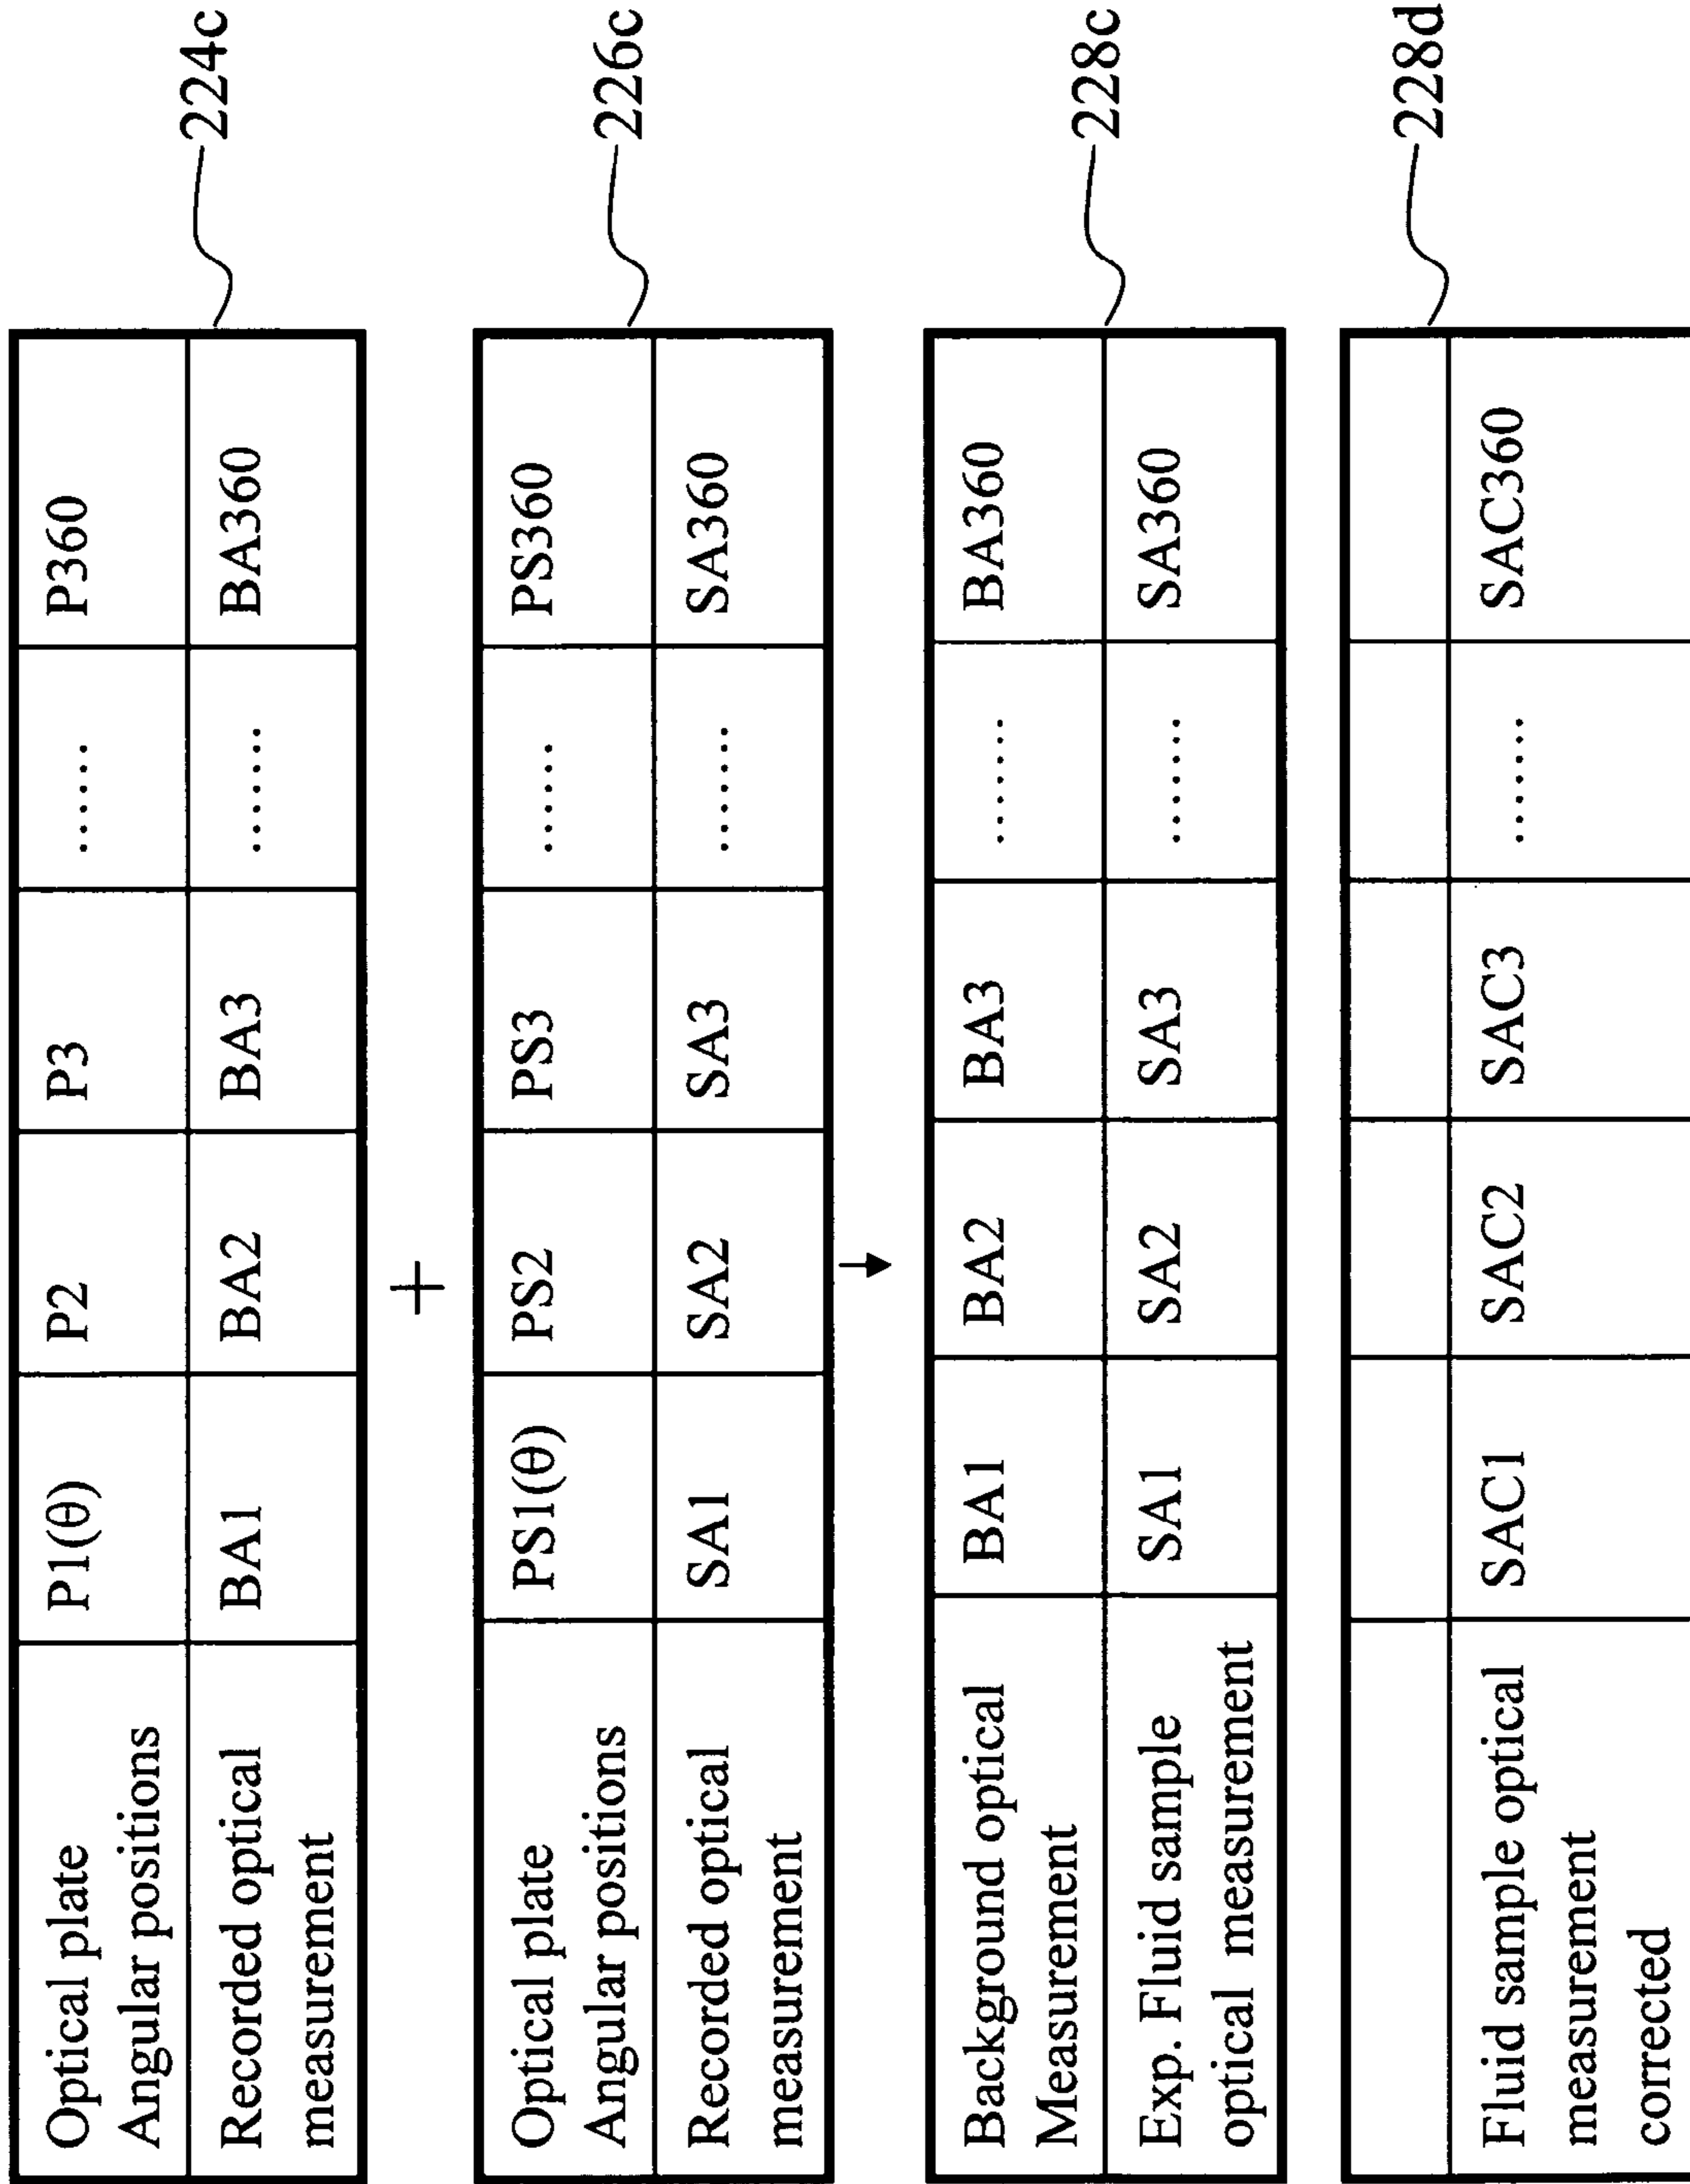 Optical plate Angular positions P1(θ) P2 P3 ...... P360
Recorded optical measurement BA1 BA2 BA3 ....... BA360
224c
+
Optical plate Angular positions PS1(θ) PS2 PS3 ...... PS360
Recorded optical measurement SA1 SA2 SA3 ....... SA360
226c
Background optical Measurement BA1 BA2 BA3 ....... BA360
Exp. Fluid sample optical measurement SA1 SA2 SA3 ....... SA360
228c
Fluid sample optical measurement corrected SAC1 SAC2 SAC3 ....... SAC360
228d